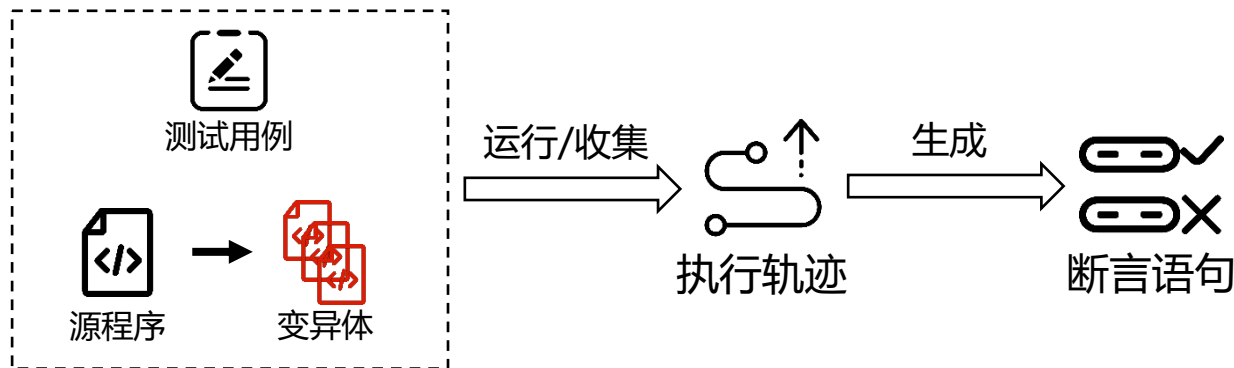 测试用例
源程序
变异体
运行/收集
执行轨迹
生成
断言语句